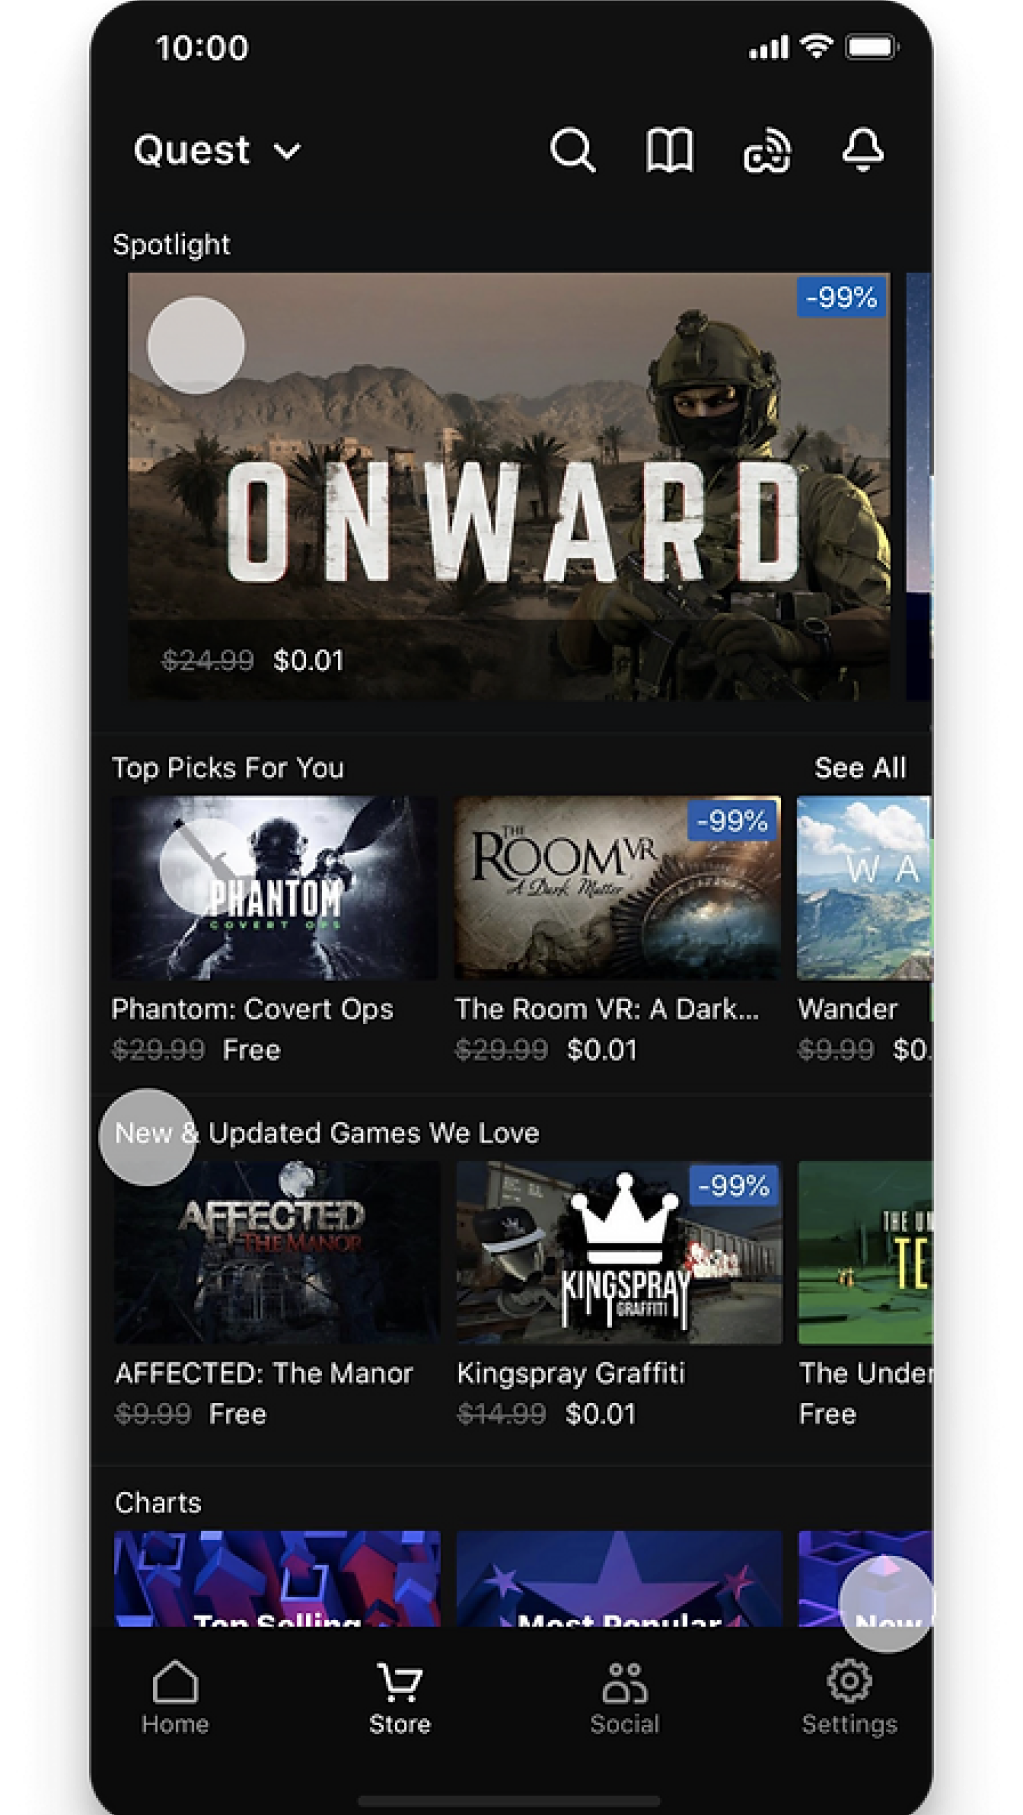 10:00
Quest
Spotlight
-99%
ONWARD
$24.99 $0.01
Top Picks For You See All
PHANTOM
COVERT OPS
THE
ROOM VR
A Dark Matter
-99%
WA
Phantom: Covert Ops
$29.99 Free
The Room VR: A Dark...
$29.99 $0.01
Wander
$9.99 $0.
New & Updated Games We Love
AFFECTED
THE MANOR
-99%
KINGSPRAY
GRAFFITI
THE UN
TE
AFFECTED: The Manor
$9.99 Free
Kingspray Graffiti
$14.99 $0.01
The Under
Free
Charts
Top Selling
Most Popular
New
Home
Store
Social
Settings